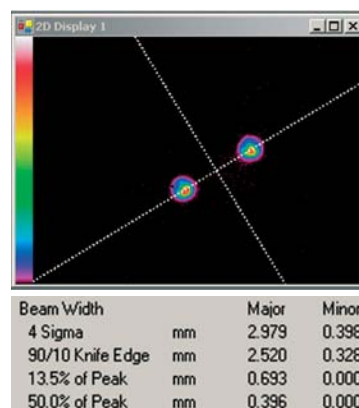 2D Display 1
Beam Width Major Minor
4 Sigma mm 2.979 0.398
90/10 Knife Edge mm 2.520 0.328
13.5% of Peak mm 0.693 0.000
50.0% of Peak mm 0.396 0.000